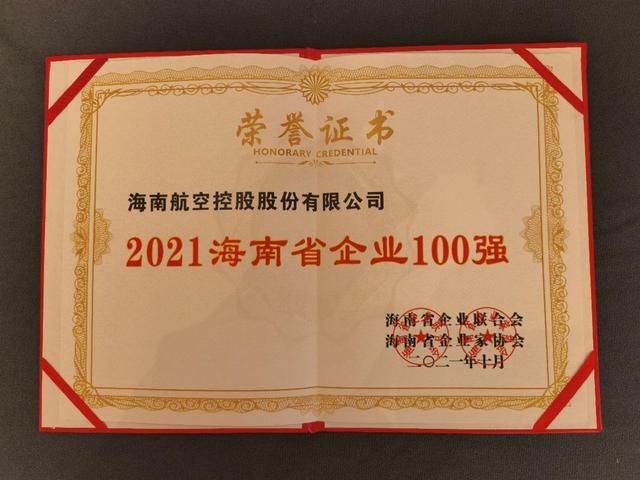 荣誉证书
HONORARY CREDENTIAL
海南航空控股股份有限公司
2021海南省企业100强
海南省企业联合会
海南省企业家协会
二〇二一年十月